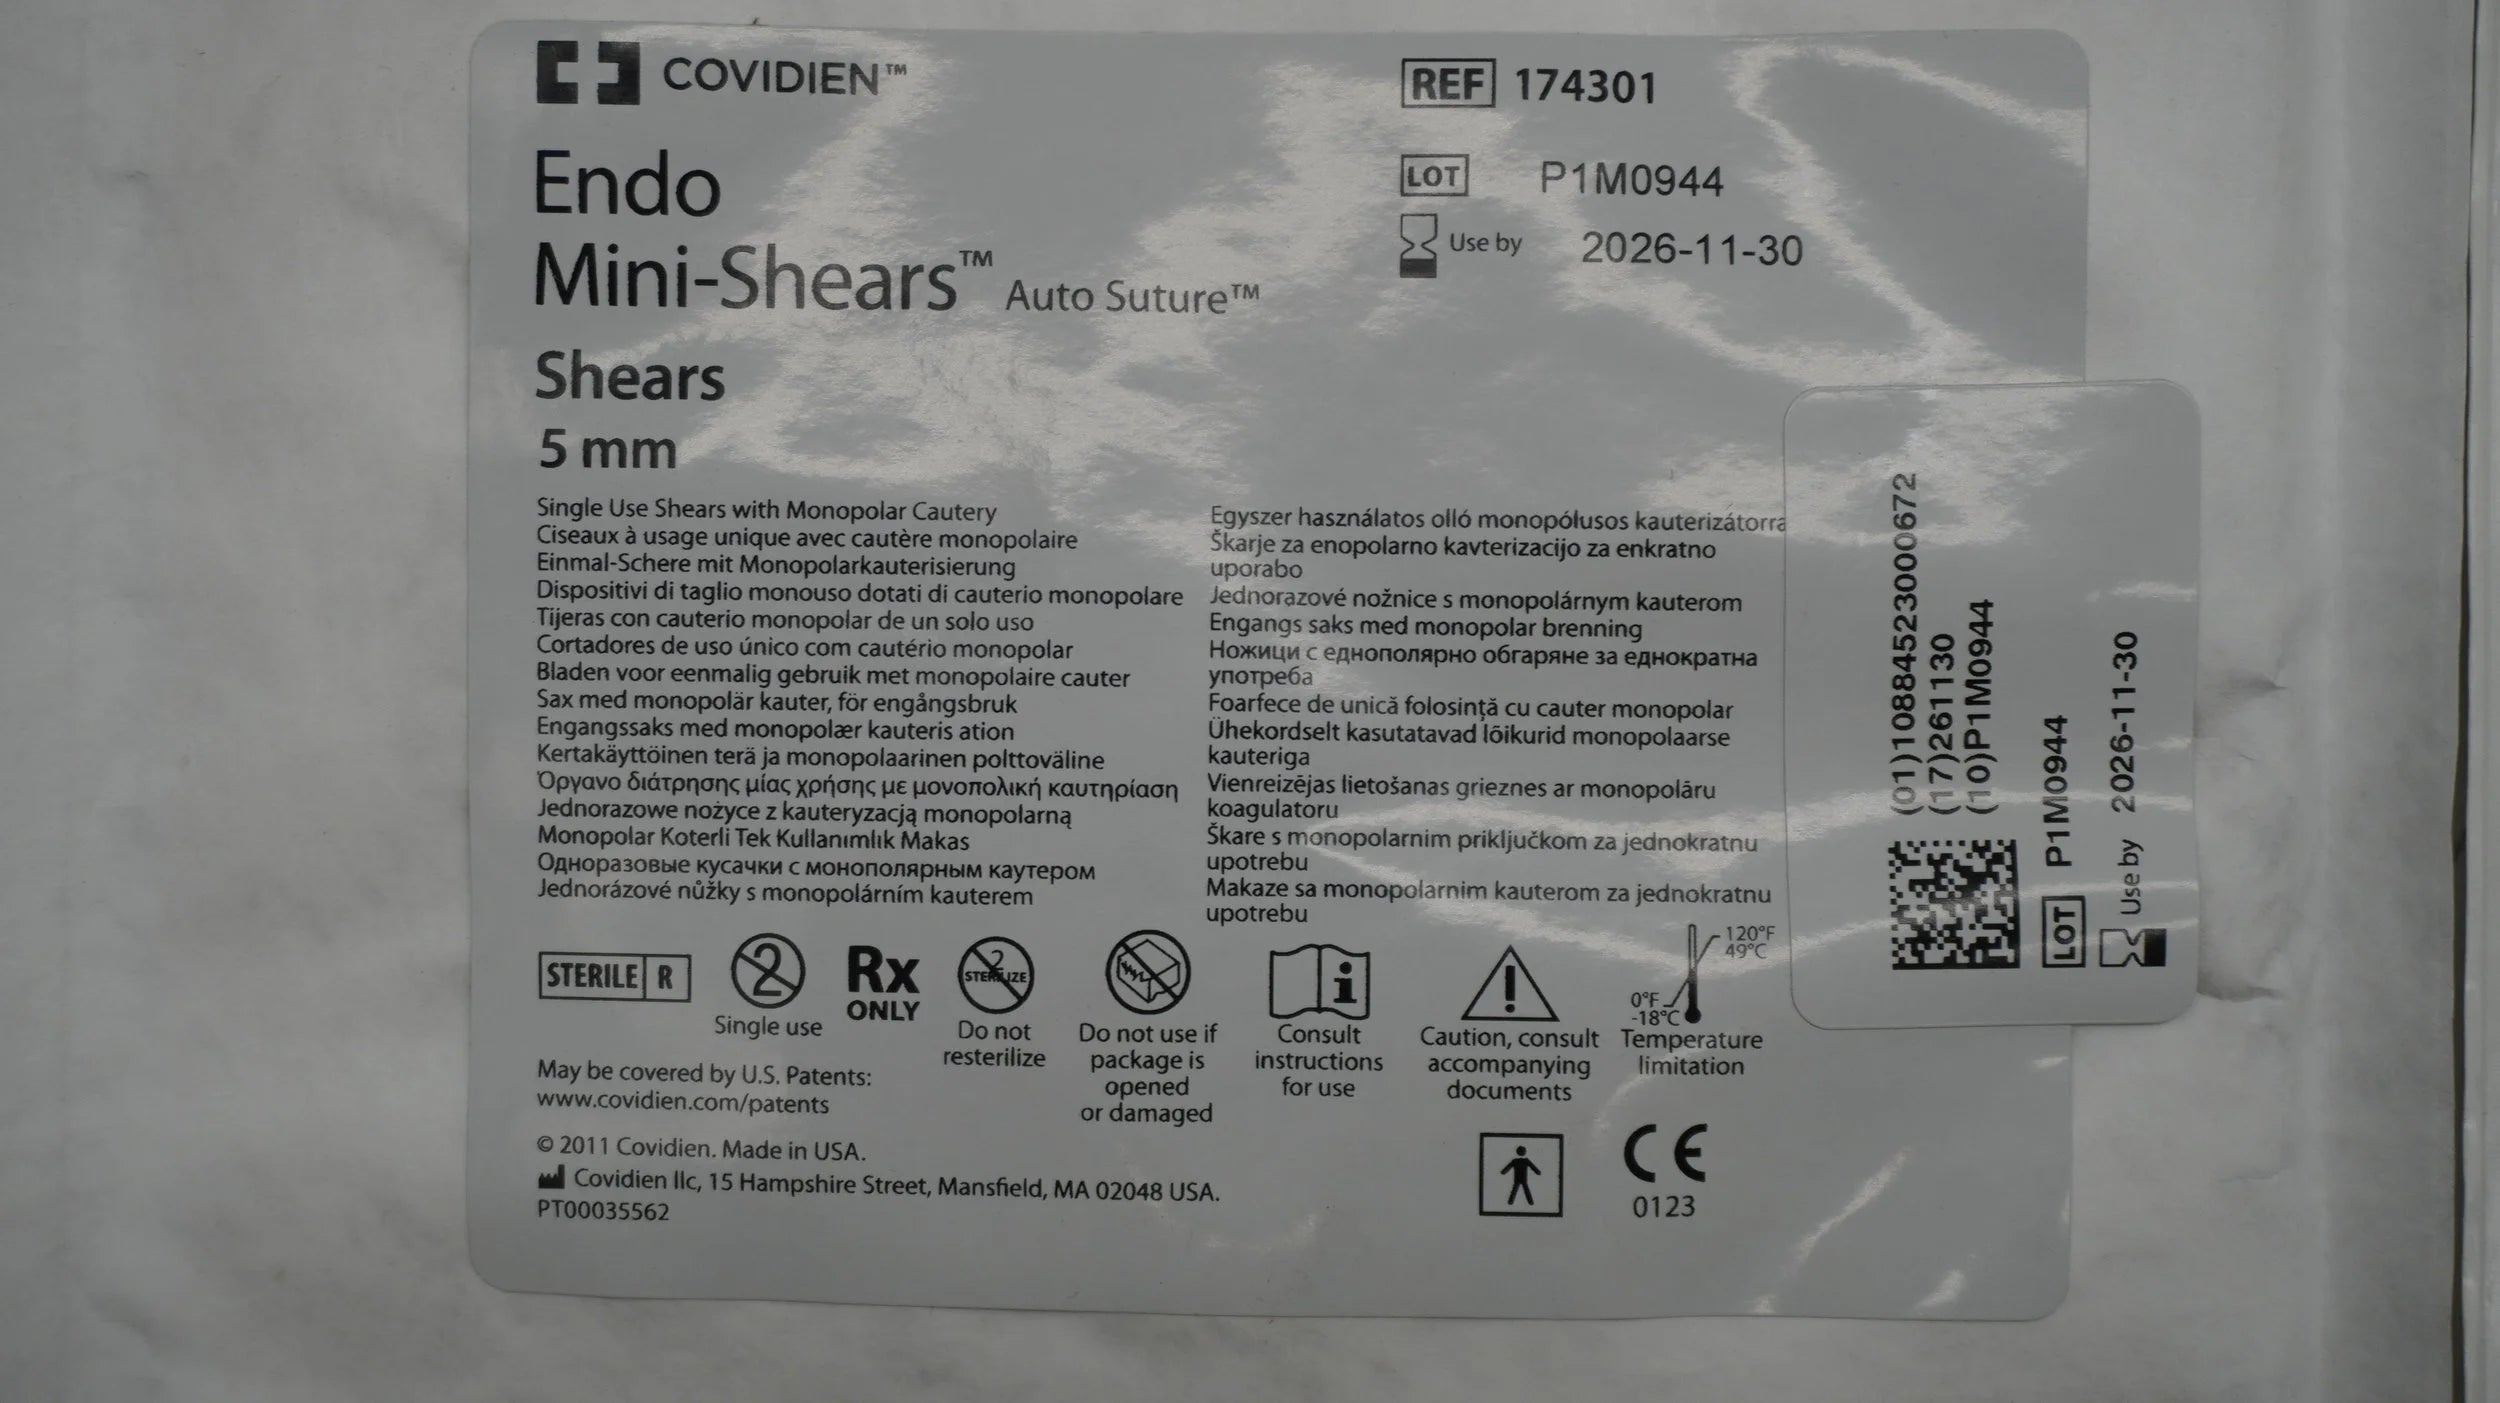 COVIDIEN™
Endo
Mini-Shears™ Auto Suture™
Shears
5 mm
REF 174301
LOT P1M0944
Use by 2026-11-30
Single Use Shears with Monopolar Cautery
Ciseaux à usage unique avec cautère monopolaire
Einmal-Schere mit Monopolarkauterisierung
Dispositivi di taglio monouso dotati di cauterio monopolare
Tijeras con cauterio monopolar de un solo uso
Cortadores de uso único com cautério monopolar
Bladen voor eenmalig gebruik met monopolaire cauter
Sax med monopolär kauter, för engångsbruk
Engangssaks med monopolær kauteris ation
Kertakäyttöinen terä ja monopolaarinen polttoväline
Όργανο διάτρησης μίας χρήσης με μονοπολική καυτηρίαση
Jednorazowe nożyce z kauteryzacją monopolarną
Monopolar Koterli Tek Kullanımlık Makas
Одноразовые кусачки с монополярным каутером
Jednorázové nůžky s monopolárním kauterem
Egyszer használatos olló monopólusos kauterizátorra
Škarje za enopolarno kavterizacijo za enkratno
uporabo
Jednorazové nožnice s monopolárnym kauterom
Engangs saks med monopolar brenning
Ножици с еднополярно обгаряне за еднократна
употреба
Foarfece de unică folosinţă cu cauter monopolar
Ühekordselt kasutatavad lõikurid monopolaarse
kauteriga
Vienreizējas lietošanas grieznes ar monopolāru
koagulatoru
Škare s monopolarnim priključkom za jednokratnu
upotrebu
Makaze sa monopolarnim kauterom za jednokratnu
upotrebu
STERILE R
2
Single use
Rx
ONLY
2
STERILIZE
Do not
resterilize
Do not use if
package is
opened
or damaged
i
Consult
instructions
for use
!
Caution, consult
accompanying
documents
120°F
49°C
0°F
-18°C
Temperature
limitation
May be covered by U.S. Patents:
www.covidien.com/patents
© 2011 Covidien. Made in USA.
Covidien llc, 15 Hampshire Street, Mansfield, MA 02048 USA.
PT00035562
CE
0123
(01)10884523000672
(17)261130
(10)P1M0944
LOT P1M0944
Use by 2026-11-30